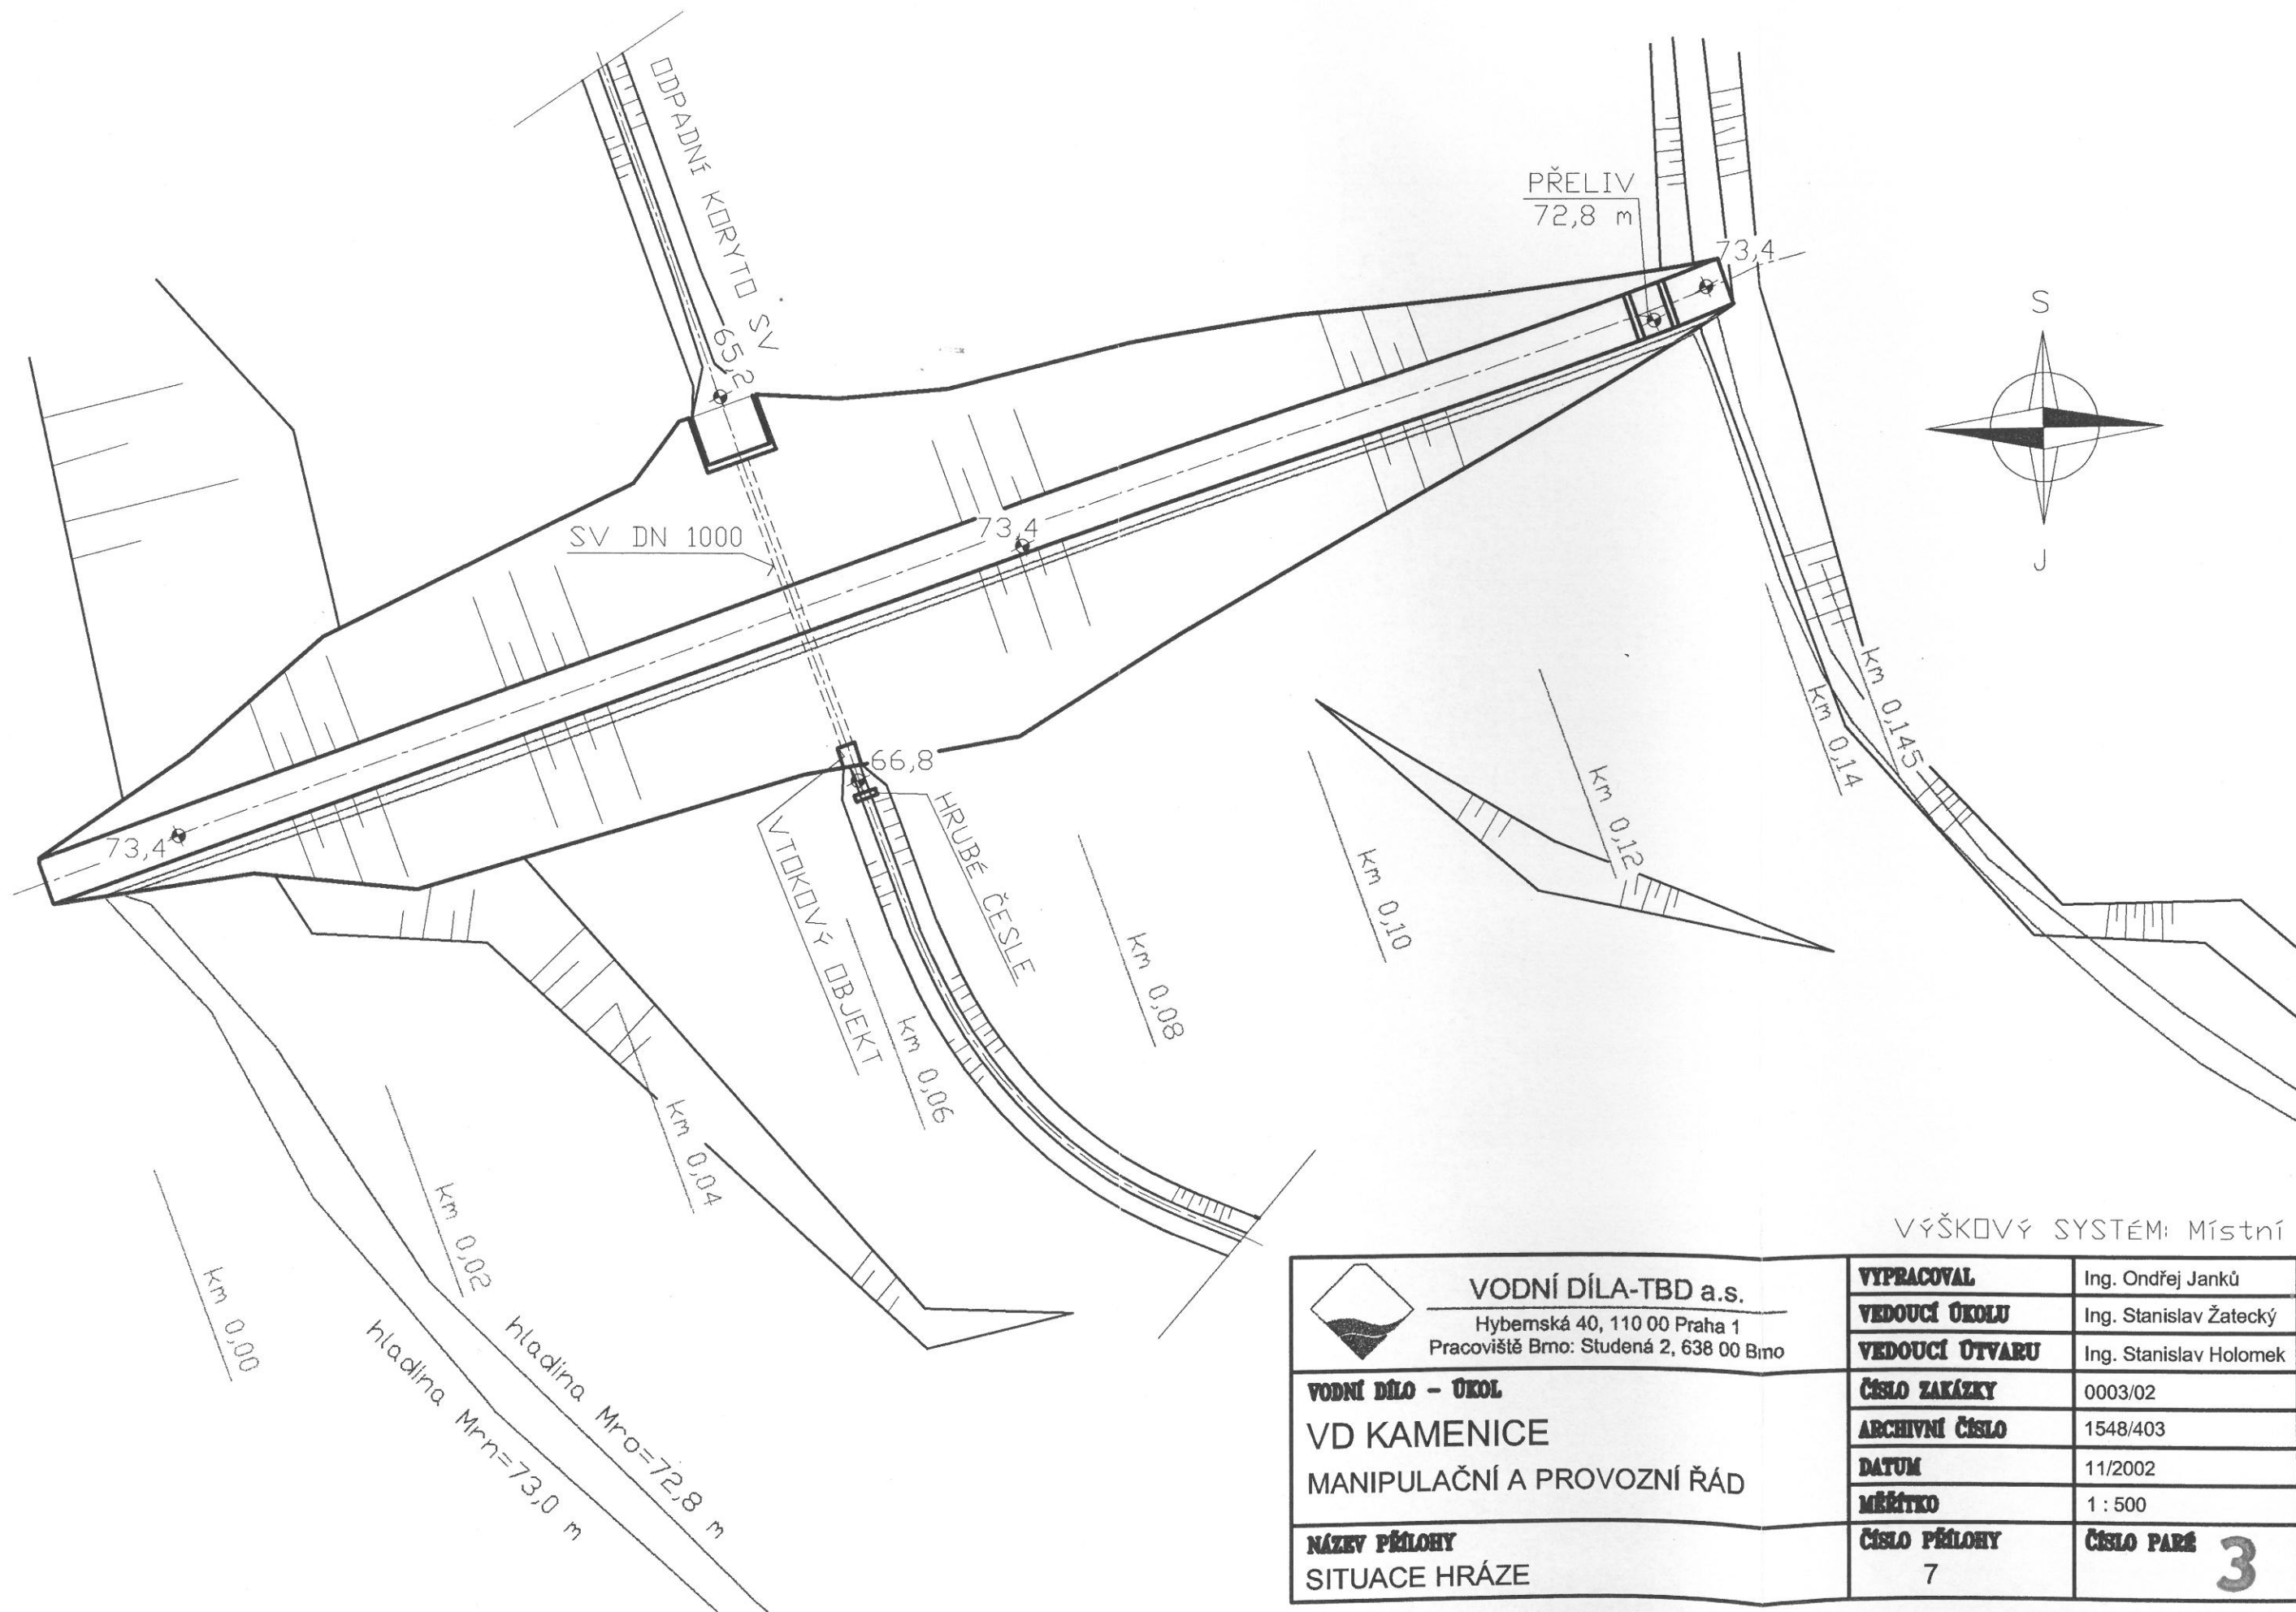 ODPADNÍ KORYTO SV
65,2
PŘELIV
72,8 m
73,4
S
J
SV DN 1000
73,4
66,8
73,4
VTOKOVÝ OBJEKT
HRUBÉ ČESLE
km 0,00
km 0,02
km 0,04
km 0,06
km 0,08
km 0,10
km 0,12
km 0,14
km 0,145
hladina Mrn=73,0 m
hladina Mro=72,8 m
VÝŠKOVÝ SYSTÉM: Místní
VODNÍ DÍLA-TBD a.s.
Hybernská 40, 110 00 Praha 1
Pracoviště Brno: Studená 2, 638 00 Brno
VODNÍ DÍLO - ÚKOL
VD KAMENICE
MANIPULAČNÍ A PROVOZNÍ ŘÁD
NÁZEV PŘÍLOHY
SITUACE HRÁZE
VYPRACOVAL Ing. Ondřej Janků
VEDOUCÍ ÚKOLU Ing. Stanislav Žatecký
VEDOUCÍ ÚTVARU Ing. Stanislav Holomek
ČÍSLO ZAKÁZKY 0003/02
ARCHIVNÍ ČÍSLO 1548/403
DATUM 11/2002
MĚŘÍTKO 1 : 500
ČÍSLO PŘÍLOHY
7
ČÍSLO PARÉ
3